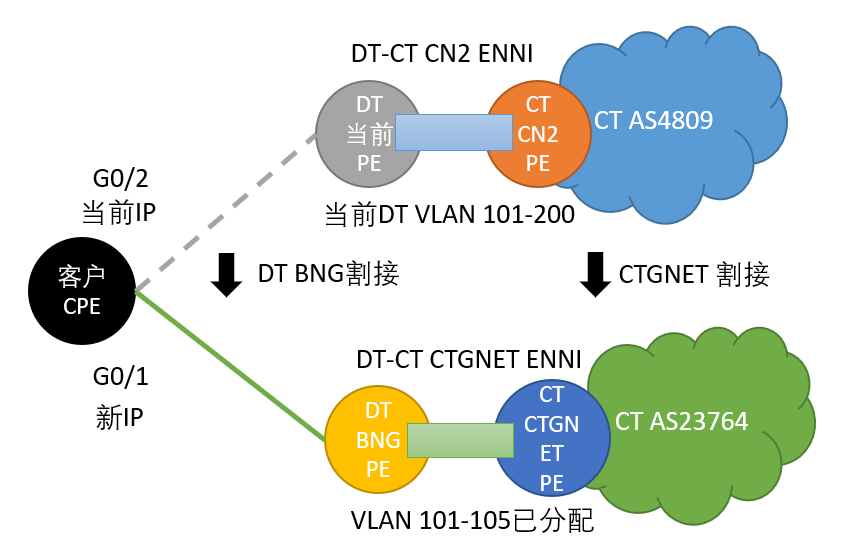 DT-CT CN2 ENNI
DT
当前
PE
CT
CN2
PE
CT AS4809
G0/2
当前IP
当前DT VLAN 101-200
客户
CPE
DT BNG割接
CTGNET 割接
DT-CT CTGNET ENNI
G0/1
新IP
DT
BNG
PE
CT
CTGN
ET
PE
CT AS23764
VLAN 101-105已分配